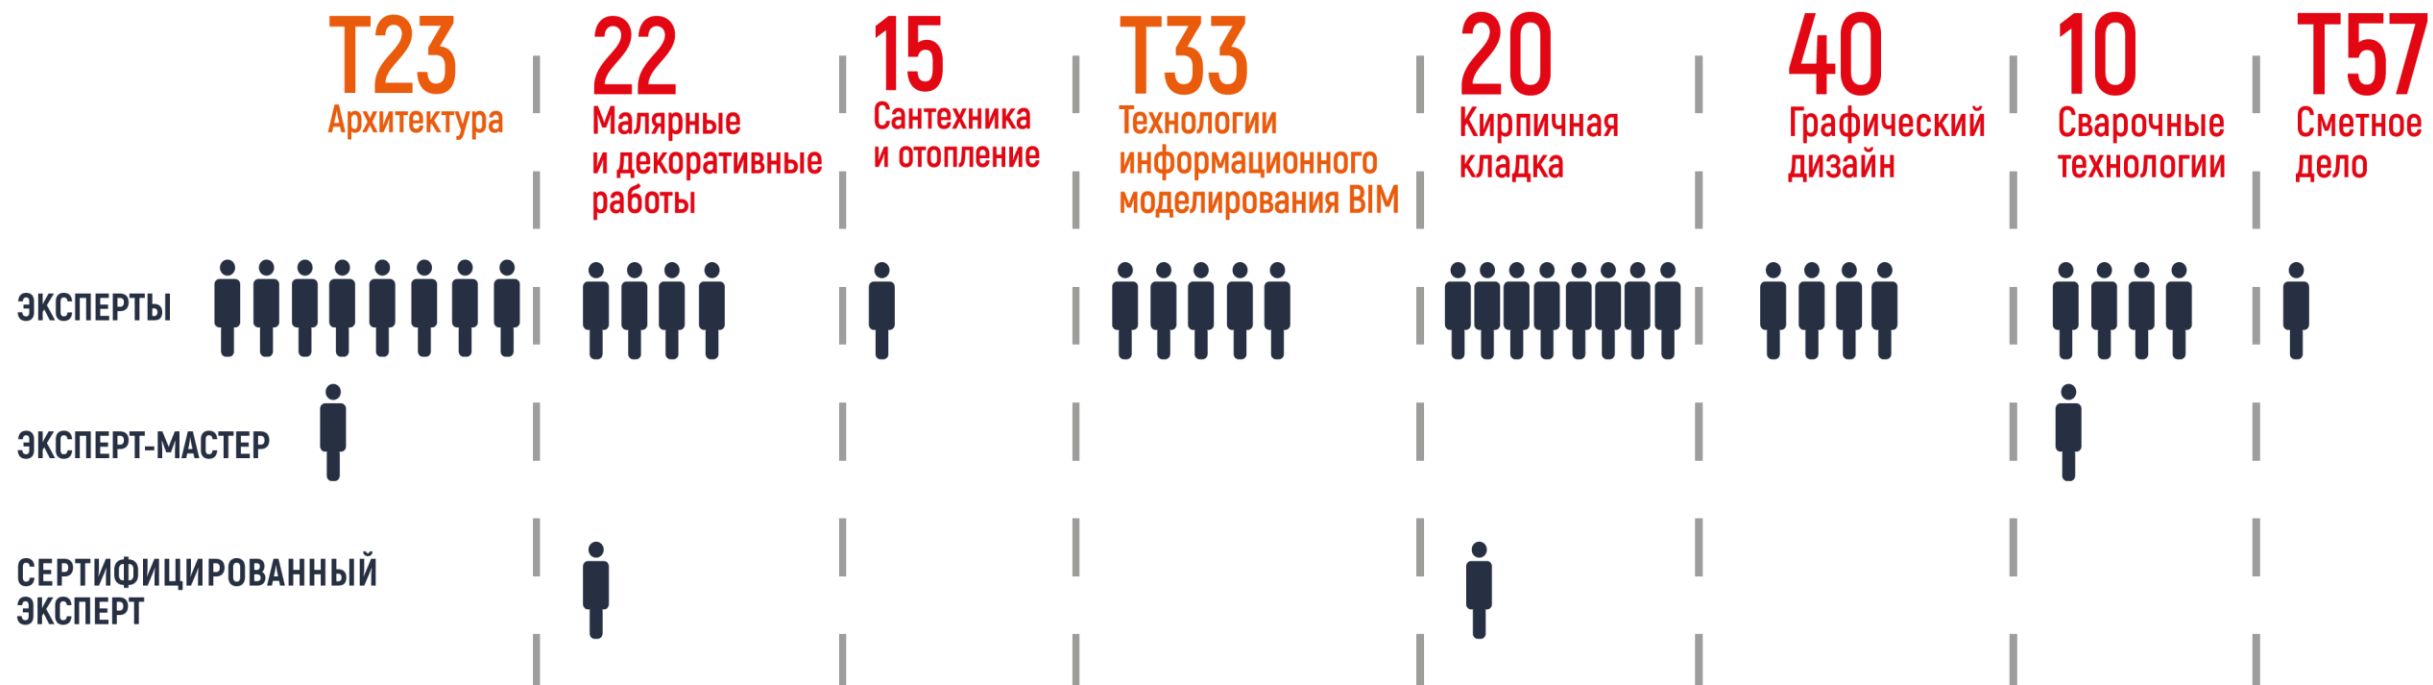 Т23
Архитектура
22
Малярные
и декоративные
работы
15
Сантехника
и отопление
Т33
Технологии
информационного
моделирования BIM
20
Кирпичная
кладка
40
Графический
дизайн
10
Сварочные
технологии
Т57
Сметное
дело
ЭКСПЕРТЫ
ЭКСПЕРТ-МАСТЕР
СЕРТИФИЦИРОВАННЫЙ
ЭКСПЕРТ